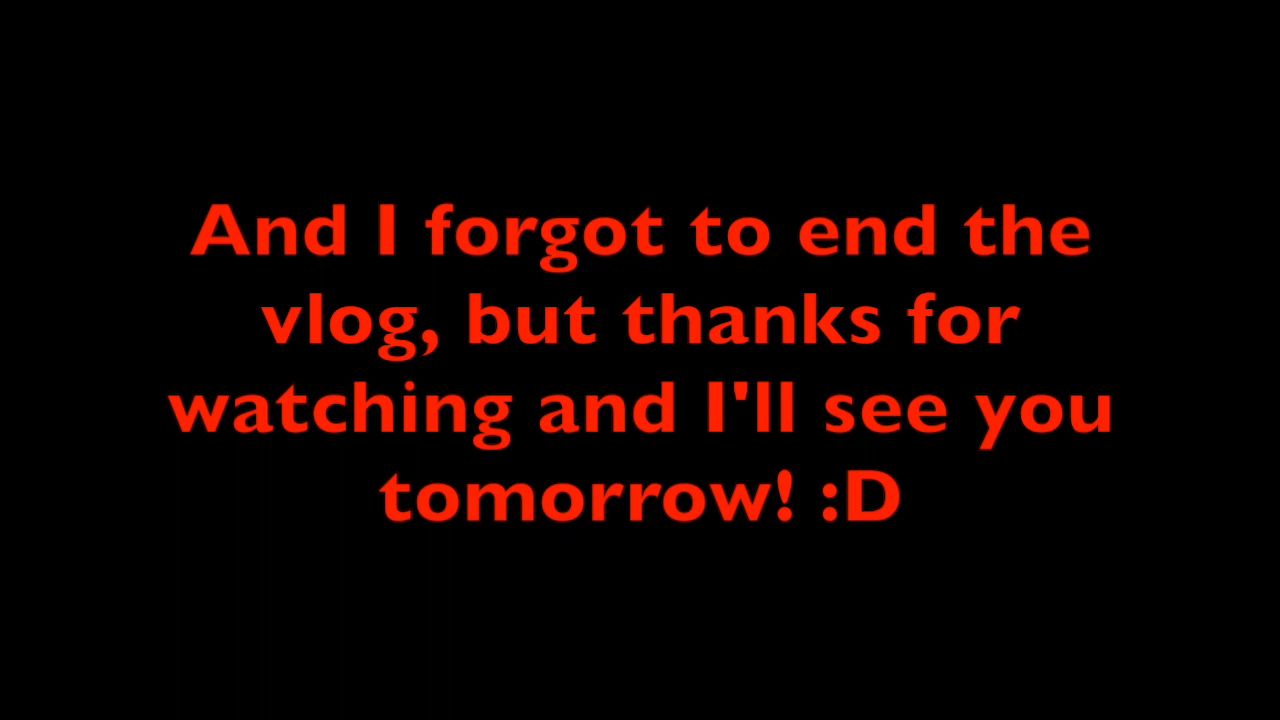 And I forgot to end the
vlog, but thanks for
watching and I'll see you
tomorrow! :D